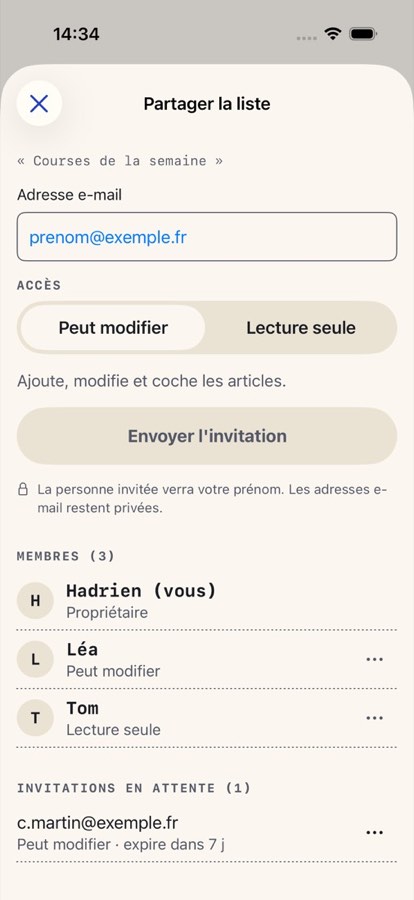 14:34
Partager la liste
« Courses de la semaine »
Adresse e-mail
prenom@exemple.fr
ACCÈS
Peut modifier
Lecture seule
Ajoute, modifie et coche les articles.
Envoyer l'invitation
La personne invitée verra votre prénom. Les adresses e-
mail restent privées.
MEMBRES (3)
H
Hadrien (vous)
Propriétaire
L
Léa
Peut modifier
T
Tom
Lecture seule
INVITATIONS EN ATTENTE (1)
c.martin@exemple.fr
Peut modifier · expire dans 7 j